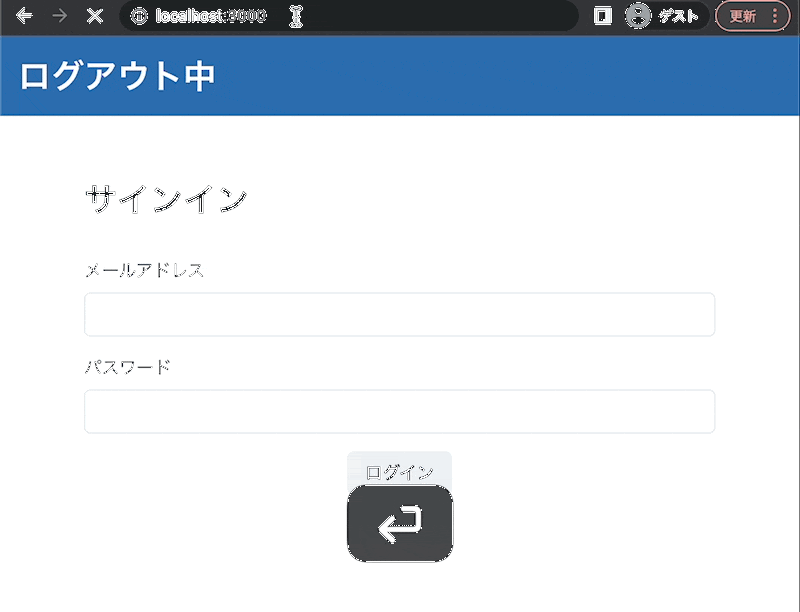 localhost:3000
ゲスト
更新
ログアウト中
サインイン
メールアドレス
パスワード
ログイン